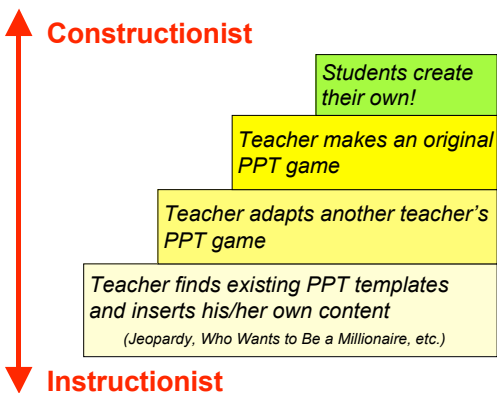 Constructionist
Students create
their own!
Teacher makes an original
PPT game
Teacher adapts another teacher's
PPT game
Teacher finds existing PPT templates
and inserts his/her own content
(Jeopardy, Who Wants to Be a Millionaire, etc.)
Instructionist